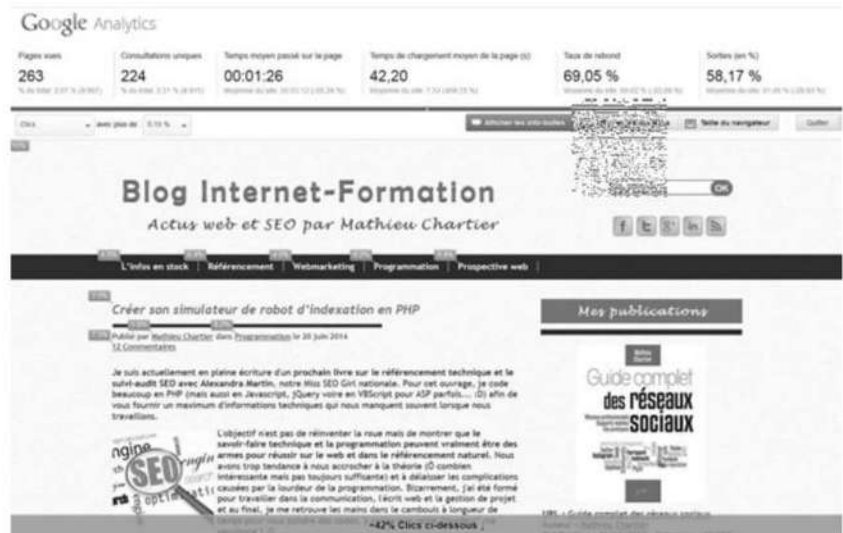 Google Analytics
Pages vues Consultations uniques Temps moyen passé sur la page Temps de chargement moyen de la page (s) Taux de rebond Sorties (en %)
263 224 00:01:26 42,20 69,05 % 58,17 %
Clics avec plus de 0,10 % Afficher les info-bulles Taille du navigateur Quitter
Blog Internet-Formation
OK
Actus web et SEO par Mathieu Chartier
L'infos en stock | Référencement | Webmarketing | Programmation | Prospective web |
Créer son simulateur de robot d'indexation en PHP
Publié par Mathieu Chartier dans Programmation le 20 juin 2014
12 Commentaires
Je suis actuellement en pleine écriture d'un prochain livre sur le référencement technique et le
suivi-audit SEO avec Alexandra Martin, notre Miss SEO Girl nationale. Pour cet ouvrage, je code
beaucoup en PHP (mais aussi en Javascript, jQuery voire en VBScript pour ASP parfois... :D) afin de
vous fournir un maximum d'informations techniques qui nous manquent souvent lorsque nous
travaillons.
L'objectif n'est pas de réinventer la roue mais de montrer que le
savoir-faire technique et la programmation peuvent vraiment être des
armes pour réussir sur le web et dans le référencement naturel. Nous
avons trop tendance à nous accrocher à la théorie (Ô combien
intéressante mais pas toujours suffisante) et à délaisser les complications
causées par la lourdeur de la programmation. Bizarrement, j'ai été formé
pour travailler dans la communication, l'écrit web et la gestion de projet
et au final, je me retrouve les mains dans le cambouis à longueur de
SEO
Mes publications
Mathieu
Chartier
Guide complet
des réseaux
sociaux
~42% Clics ci-dessous ↓